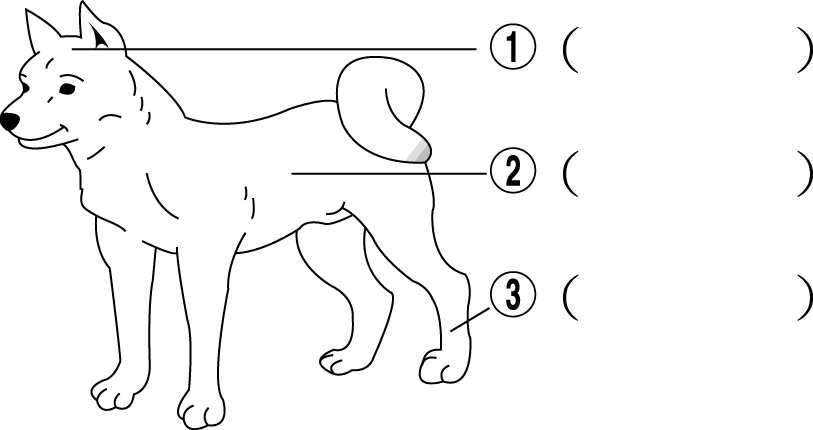 ① (          )
② (          )
③ (          )